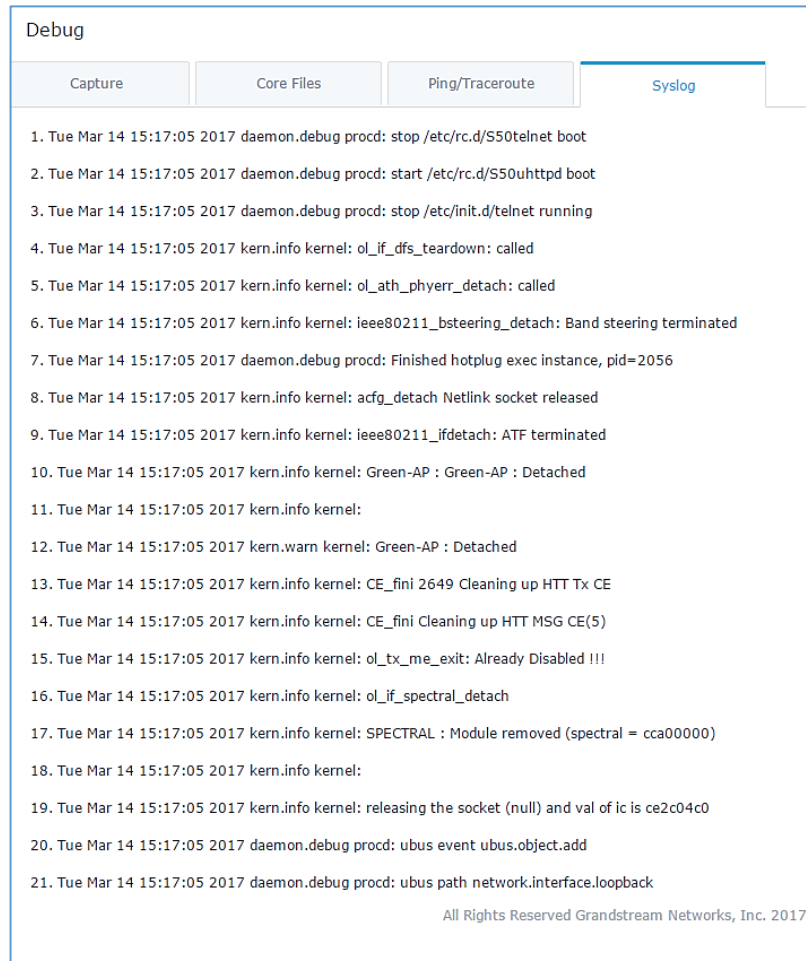 Debug
Capture
Core Files
Ping/Traceroute
Syslog
1. Tue Mar 14 15:17:05 2017 daemon.debug procd: stop /etc/rc.d/S50telnet boot
2. Tue Mar 14 15:17:05 2017 daemon.debug procd: start /etc/rc.d/S50uhttpd boot
3. Tue Mar 14 15:17:05 2017 daemon.debug procd: stop /etc/init.d/telnet running
4. Tue Mar 14 15:17:05 2017 kern.info kernel: ol_if_dfs_teardown: called
5. Tue Mar 14 15:17:05 2017 kern.info kernel: ol_ath_phyerr_detach: called
6. Tue Mar 14 15:17:05 2017 kern.info kernel: ieee80211_bsteering_detach: Band steering terminated
7. Tue Mar 14 15:17:05 2017 daemon.debug procd: Finished hotplug exec instance, pid=2056
8. Tue Mar 14 15:17:05 2017 kern.info kernel: acfg_detach Netlink socket released
9. Tue Mar 14 15:17:05 2017 kern.info kernel: ieee80211_ifdetach: ATF terminated
10. Tue Mar 14 15:17:05 2017 kern.info kernel: Green-AP : Green-AP : Detached
11. Tue Mar 14 15:17:05 2017 kern.info kernel:
12. Tue Mar 14 15:17:05 2017 kern.warn kernel: Green-AP : Detached
13. Tue Mar 14 15:17:05 2017 kern.info kernel: CE_fini 2649 Cleaning up HTT Tx CE
14. Tue Mar 14 15:17:05 2017 kern.info kernel: CE_fini Cleaning up HTT MSG CE(5)
15. Tue Mar 14 15:17:05 2017 kern.info kernel: ol_tx_me_exit: Already Disabled !!!
16. Tue Mar 14 15:17:05 2017 kern.info kernel: ol_if_spectral_detach
17. Tue Mar 14 15:17:05 2017 kern.info kernel: SPECTRAL : Module removed (spectral = cca00000)
18. Tue Mar 14 15:17:05 2017 kern.info kernel:
19. Tue Mar 14 15:17:05 2017 kern.info kernel: releasing the socket (null) and val of ic is ce2c04c0
20. Tue Mar 14 15:17:05 2017 daemon.debug procd: ubus event ubus.object.add
21. Tue Mar 14 15:17:05 2017 daemon.debug procd: ubus path network.interface.loopback
All Rights Reserved Grandstream Networks, Inc. 2017